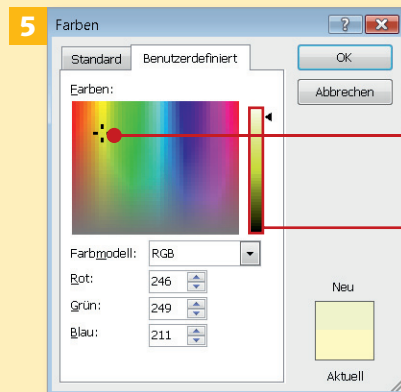 5
Farben
Standard
Benutzerdefiniert
OK
Abbrechen
Farben:
Farbmodell: RGB
Rot: 246
Grün: 249
Blau: 211
Neu
Aktuell